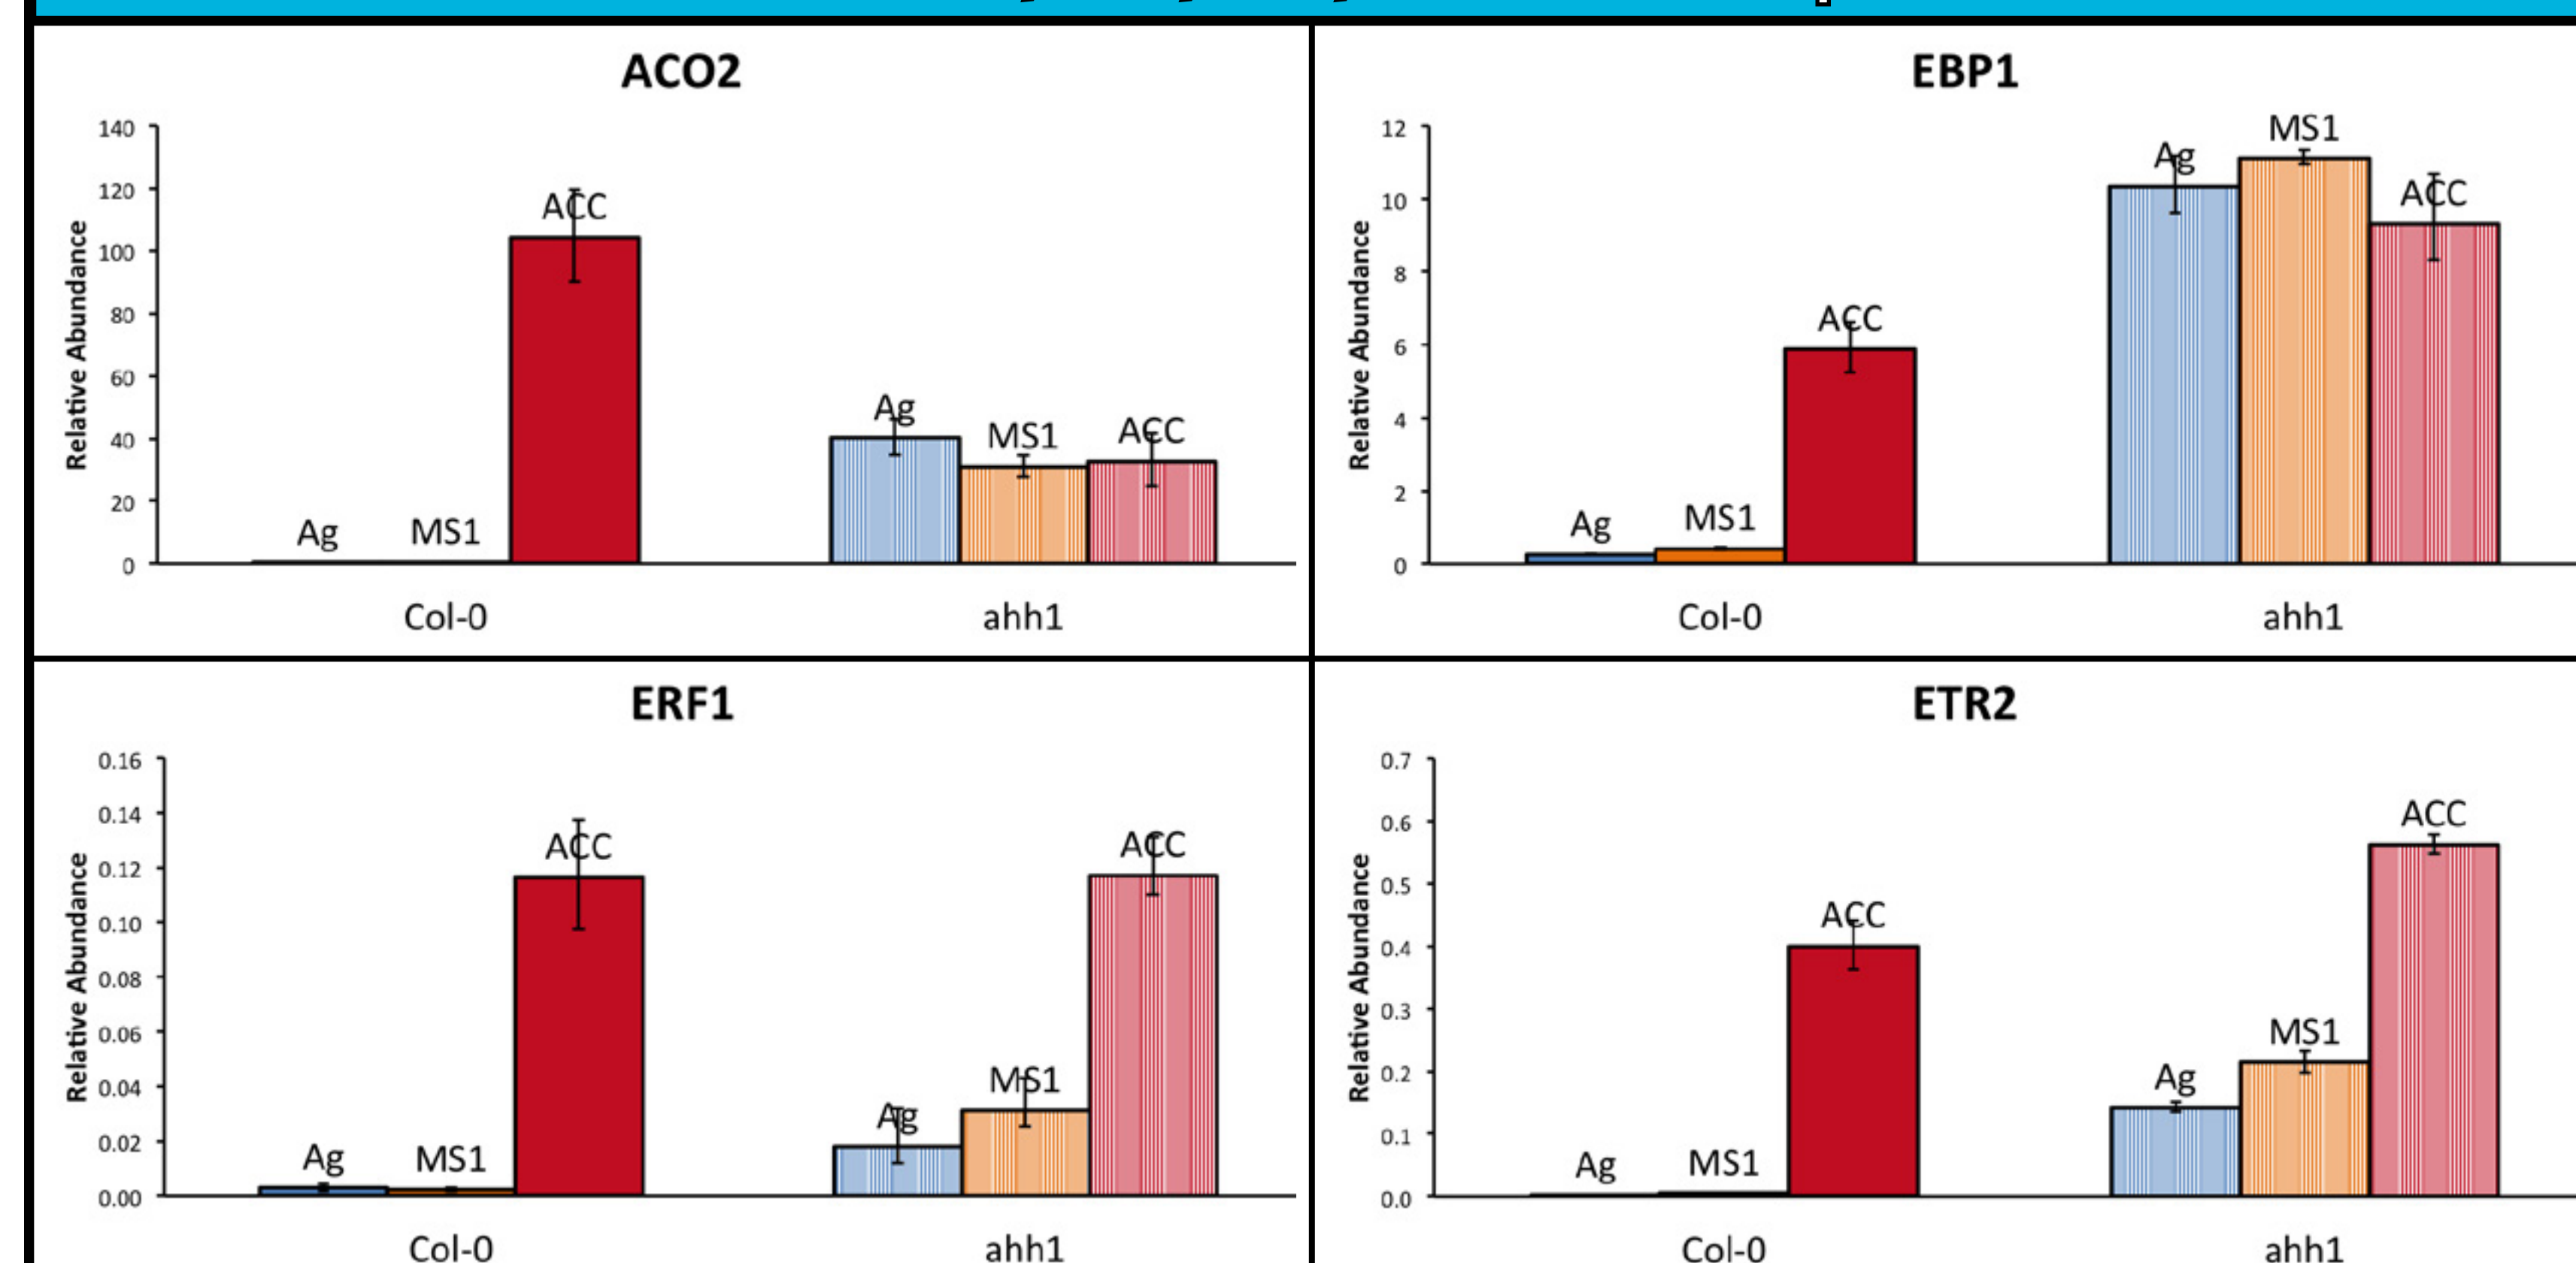 ACO2
140
120
100
80
60
40
20
0
Relative Abundance
Ag
MS1
ACC
Ag
MS1
ACC
Col-0
ahh1
EBP1
12
10
8
6
4
2
0
Relative Abundance
Ag
MS1
ACC
Ag
MS1
ACC
Col-0
ahh1
ERF1
0.16
0.14
0.12
0.10
0.08
0.06
0.04
0.02
0.00
Relative Abundance
Ag
MS1
ACC
Ag
MS1
ACC
Col-0
ahh1
ETR2
0.7
0.6
0.5
0.4
0.3
0.2
0.1
0.0
Relative Abundance
Ag
MS1
ACC
Ag
MS1
ACC
Col-0
ahh1